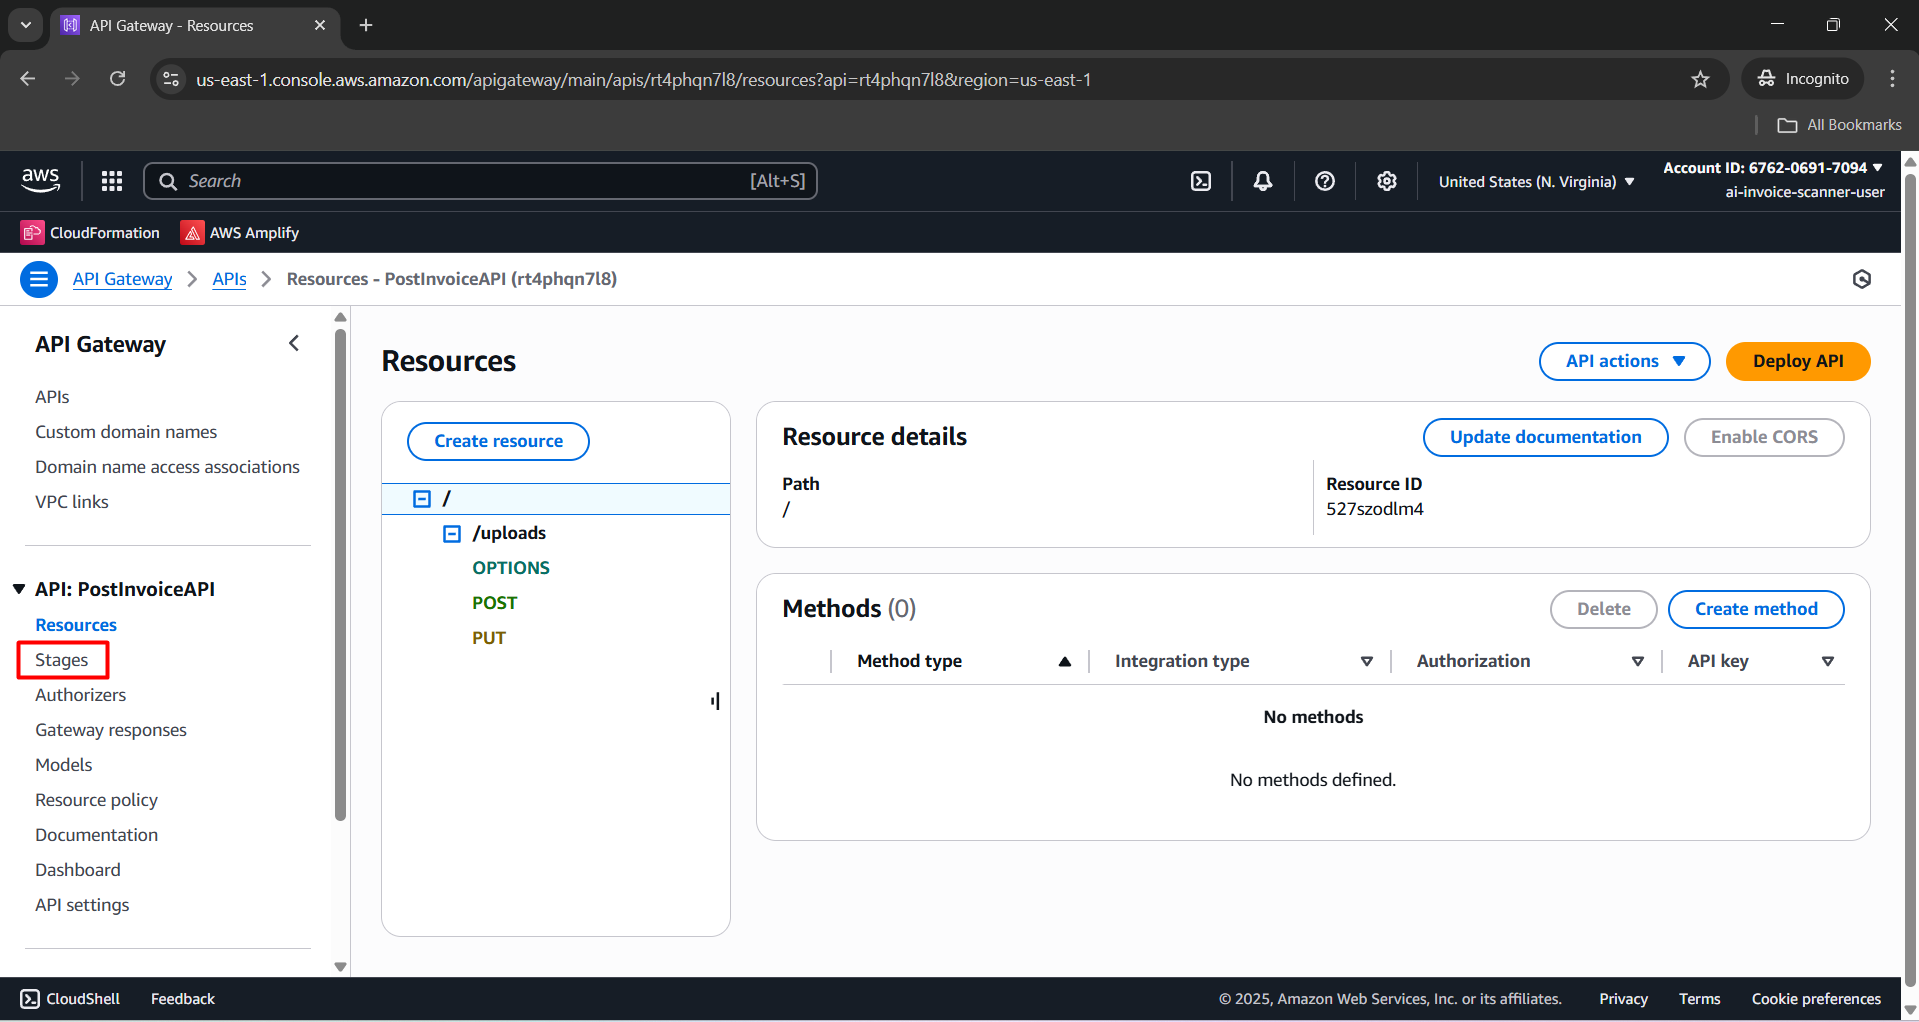 API Gateway - Resources
us-east-1.console.aws.amazon.com/apigateway/main/apis/rt4phqn7l8/resources?api=rt4phqn7l8&region=us-east-1
Incognito
All Bookmarks
aws
Search
[Alt+S]
United States (N. Virginia)
Account ID: 6762-0691-7094
ai-invoice-scanner-user
CloudFormation
AWS Amplify
API Gateway > APIs > Resources - PostInvoiceAPI (rt4phqn7l8)
API Gateway
APIs
Custom domain names
Domain name access associations
VPC links
API: PostInvoiceAPI
Resources
Stages
Authorizers
Gateway responses
Models
Resource policy
Documentation
Dashboard
API settings
Resources
API actions
Deploy API
Create resource
/
/uploads
OPTIONS
POST
PUT
Resource details
Update documentation
Enable CORS
Path
/
Resource ID
527szodlm4
Methods (0)
Delete
Create method
Method type
Integration type
Authorization
API key
No methods
No methods defined.
CloudShell
Feedback
© 2025, Amazon Web Services, Inc. or its affiliates.
Privacy
Terms
Cookie preferences